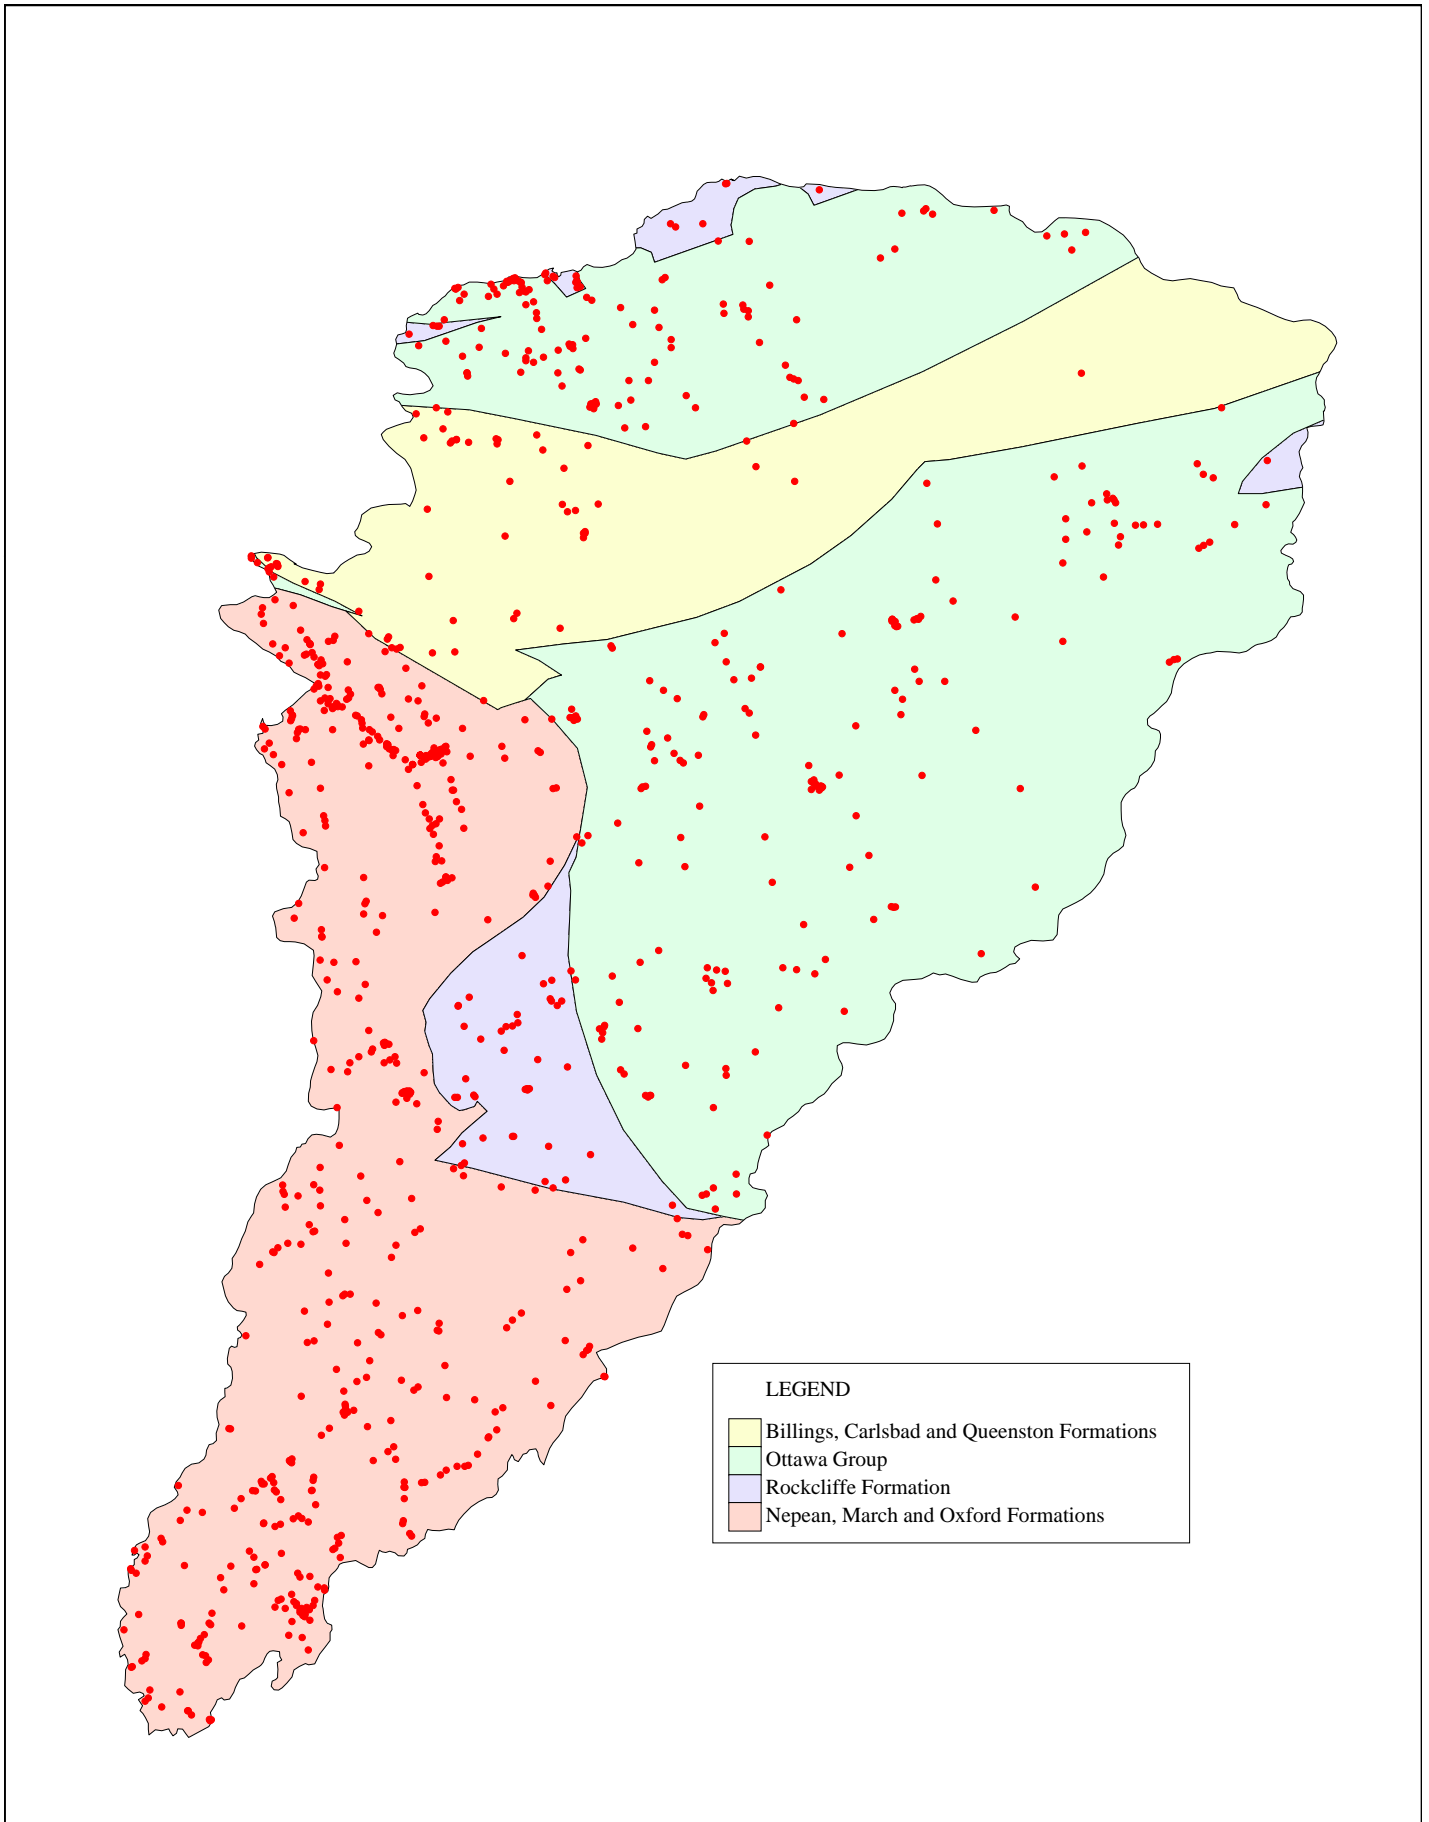 LEGEND
Billings, Carlsbad and Queenston Formations
Ottawa Group
Rockcliffe Formation
Nepean, March and Oxford Formations